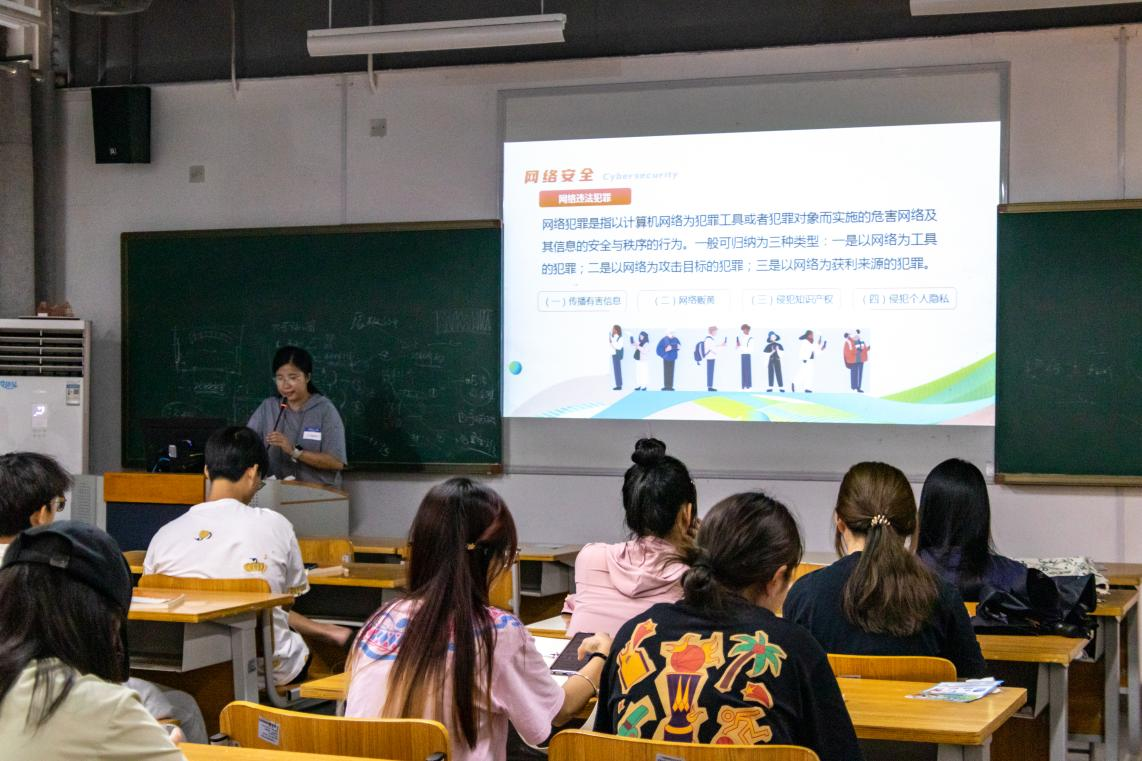 网络安全 Cybersecurity
网络违法犯罪
网络犯罪是指以计算机网络为犯罪工具或者犯罪对象而实施的危害网络及
其信息的安全与秩序的行为。一般可归纳为三种类型：一是以网络为工具
的犯罪；二是以网络为攻击目标的犯罪；三是以网络为获利来源的犯罪。
（一）传播有害信息 （二）网络贩黄 （三）侵犯知识产权 （四）侵犯个人隐私